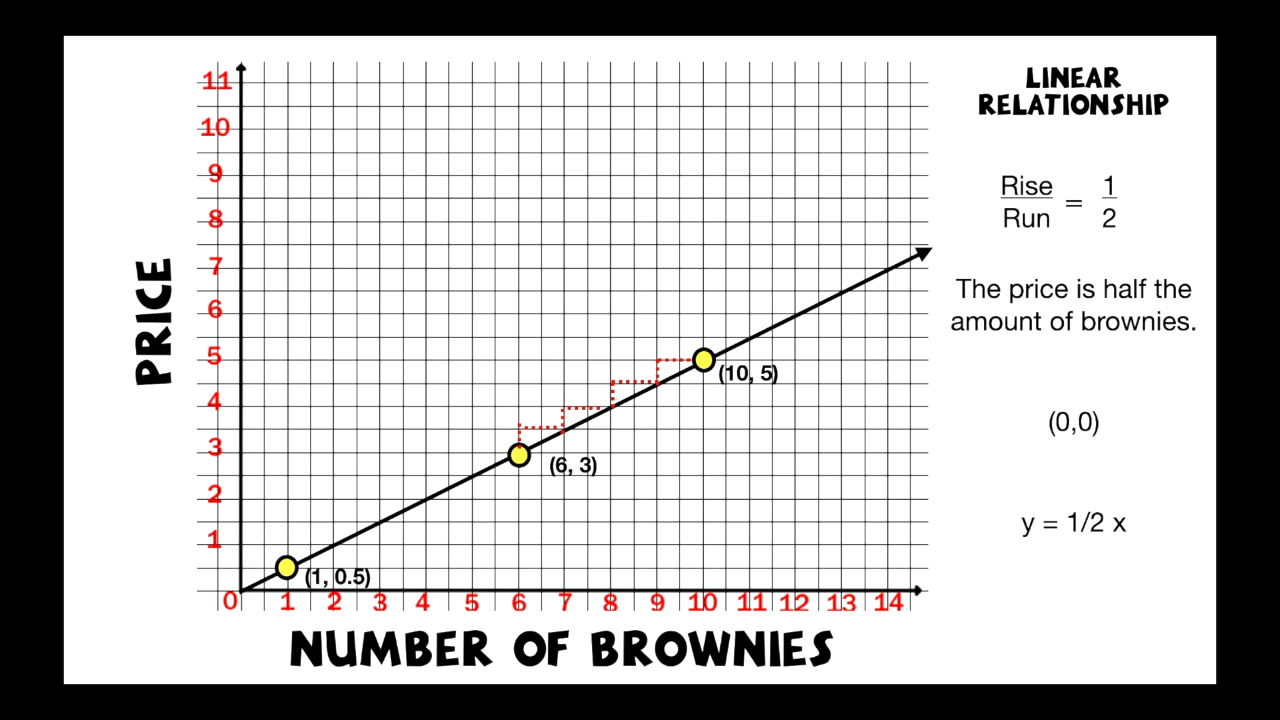 LINEAR
RELATIONSHIP
Rise
Run
=
1
2
The price is half the
amount of brownies.
(0,0)
y = 1/2 x
PRICE
11
10
9
8
7
6
5
4
3
2
1
(10, 5)
(6, 3)
(1, 0.5)
0 1 2 3 4 5 6 7 8 9 10 11 12 13 14
NUMBER OF BROWNIES